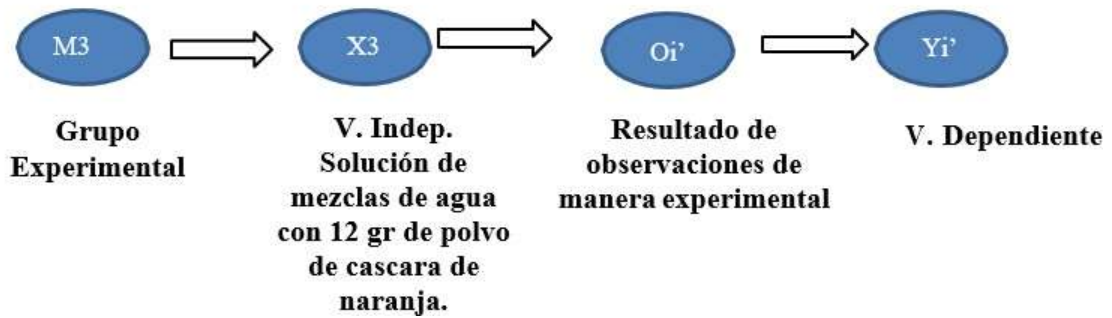 M3
X3
Oi’
Yi’
Grupo
Experimental
V. Indep.
Solución de
mezclas de agua
con 12 gr de polvo
de cascara de
naranja.
Resultado de
observaciones de
manera experimental
V. Dependiente